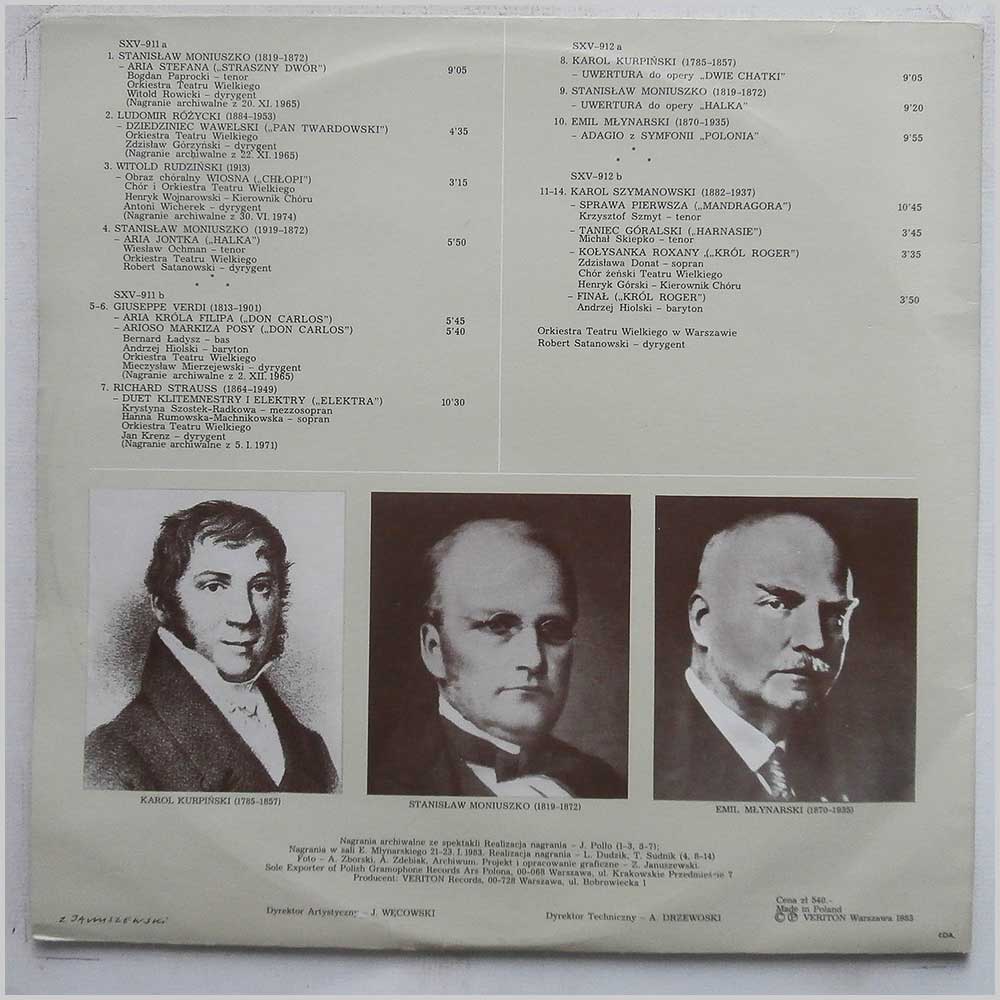 SXV-911 a
1. STANISŁAW MONIUSZKO (1819-1872)
– ARIA STEFANA („STRASZNY DWÓR") 9'05
Bogdan Paprocki – tenor
Orkiestra Teatru Wielkiego
Witold Rowicki – dyrygent
(Nagranie archiwalne z 20. XI. 1965)
2. LUDOMIR RÓŻYCKI (1884-1953)
– DZIEDZINIEC WAWELSKI („PAN TWARDOWSKI") 4'35
Orkiestra Teatru Wielkiego
Zdzisław Górzyński – dyrygent
(Nagranie archiwalne z 22. XI. 1965)
3. WITOLD RUDZIŃSKI (1913)
– Obraz chóralny WIOSNA („CHŁOPI") 3'15
Chór i Orkiestra Teatru Wielkiego
Henryk Wojnarowski – Kierownik Chóru
Antoni Wicherek – dyrygent
(Nagranie archiwalne z 30. VI. 1974)
4. STANISŁAW MONIUSZKO (1819-1872)
– ARIA JONTKA („HALKA") 5'50
Wiesław Ochman – tenor
Orkiestra Teatru Wielkiego
Robert Satanowski – dyrygent
* * *
SXV-911 b
5-6. GIUSEPPE VERDI (1813-1901)
– ARIA KRÓLA FILIPA („DON CARLOS") 5'45
– ARIOSO MARKIZA POSY („DON CARLOS") 5'40
Bernard Ładysz – bas
Andrzej Hiolski – baryton
Orkiestra Teatru Wielkiego
Mieczysław Mierzejewski – dyrygent
(Nagranie archiwalne z 2. XII. 1965)
7. RICHARD STRAUSS (1864-1949)
– DUET KLITEMNESTRY I ELEKTRY („ELEKTRA") 10'30
Krystyna Szostek-Radkowa – mezzosopran
Hanna Rumowska-Machnikowska – sopran
Orkiestra Teatru Wielkiego
Jan Krenz – dyrygent
(Nagranie archiwalne z 5. I. 1971)
SXV-912 a
8. KAROL KURPIŃSKI (1785-1857)
– UWERTURA do opery „DWIE CHATKI" 9'05
9. STANISŁAW MONIUSZKO (1819-1872)
– UWERTURA do opery „HALKA" 9'20
10. EMIL MŁYNARSKI (1870-1935)
– ADAGIO z SYMFONII „POLONIA" 9'55
* * *
SXV-912 b
11-14. KAROL SZYMANOWSKI (1882-1937)
– SPRAWA PIERWSZA („MANDRAGORA") 10'45
Krzysztof Szmyt – tenor
– TANIEC GÓRALSKI („HARNASIE") 3'45
Michał Skiepko – tenor
– KOŁYSANKA ROXANY („KRÓL ROGER") 3'35
Zdzisława Donat – sopran
Chór żeński Teatru Wielkiego
Henryk Górski – Kierownik Chóru
– FINAŁ („KRÓL ROGER") 3'50
Andrzej Hiolski – baryton
Orkiestra Teatru Wielkiego w Warszawie
Robert Satanowski – dyrygent
KAROL KURPIŃSKI (1785-1857)
STANISŁAW MONIUSZKO (1819-1872)
EMIL MŁYNARSKI (1870-1935)
Nagrania archiwalne ze spektakli Realizacja nagrania – J. Pollo (1-3, 5-7);
Nagrania w sali E. Młynarskiego 21-23. I. 1983. Realizacja nagrania – L. Dudzik, T. Sudnik (4, 8-14)
Foto – A. Zborski, A. Zdebiak, Archiwum. Projekt i opracowanie graficzne – Z. Januszewski
Sole Exporter of Polish Gramophone Records Ars Polona, 00-068 Warszawa, ul. Krakowskie Przedmieście 7
Producent: VERITON Records, 00-728 Warszawa, ul. Bobrowiecka 1
Z JANUSZEWSKI
Dyrektor Artystyczny – J. WĘCOWSKI
Dyrektor Techniczny – A. DRZEWOSKI
Cena zł 540.–
Made in Poland
© ℗ VERITON Warszawa 1983
CDA